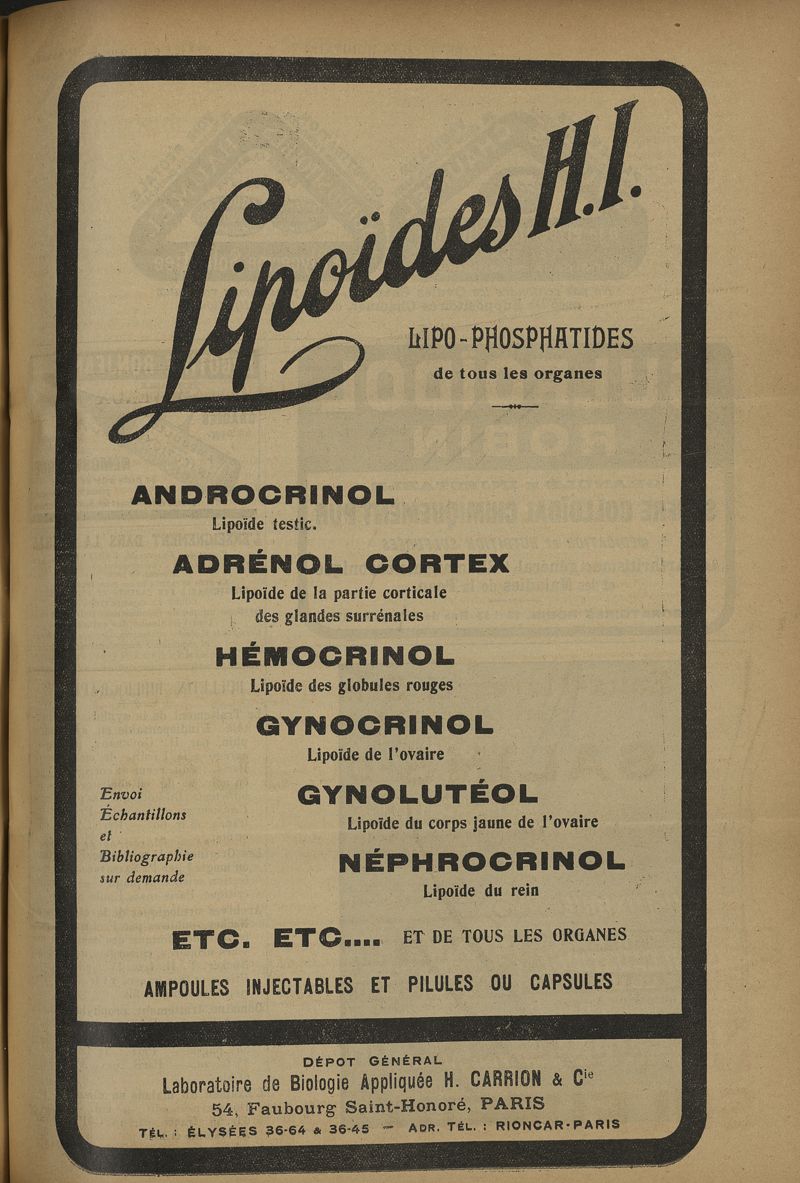 Lipoïdes H.I.
LIPO-PHOSPHATIDES
de tous les organes
ANDROCRINOL
Lipoïde testic.
ADRÉNOL CORTEX
Lipoïde de la partie corticale
des glandes surrénales
HÉMOCRINOL
Lipoïde des globules rouges
GYNOCRINOL
Lipoïde de l'ovaire
GYNOLUTÉOL
Lipoïde du corps jaune de l'ovaire
NÉPHROCRINOL
Lipoïde du rein
Envoi
Échantillons
et
Bibliographie
sur demande
ETC. ETC.... ET DE TOUS LES ORGANES
AMPOULES INJECTABLES ET PILULES OU CAPSULES
DÉPOT GÉNÉRAL
Laboratoire de Biologie Appliquée H. CARRION & Cie
54, Faubourg Saint-Honoré, PARIS
TÉL. : ÉLYSÉES 36-64 & 36-45 — ADR. TÉL. : RIONCAR-PARIS